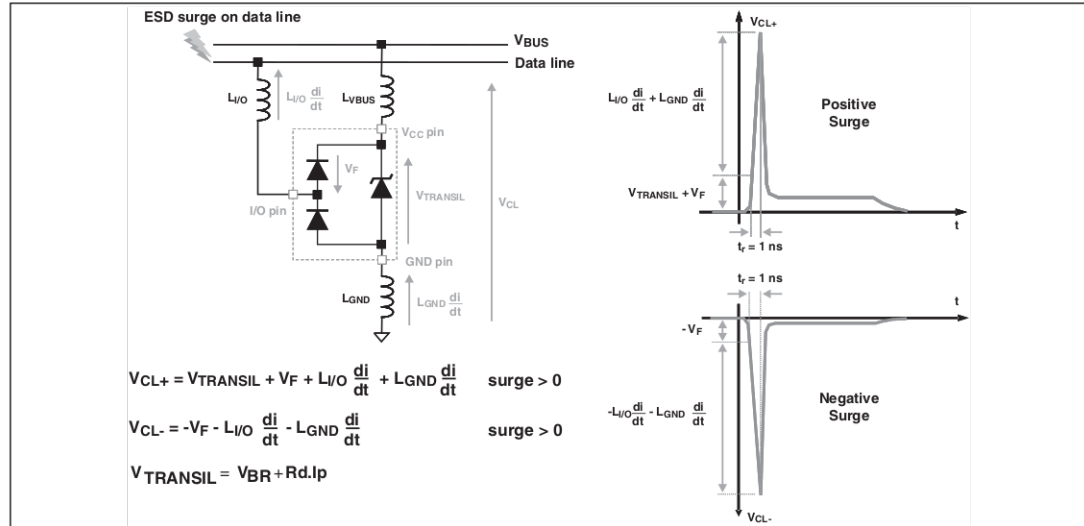 ESD surge on data line
VBUS
Data line
LI/O
LI/O di/dt
LVBUS
VCC pin
VF
VTRANSIL
VCL
I/O pin
GND pin
LGND
LGND di/dt
VCL+ = VTRANSIL + VF + LI/O di/dt + LGND di/dt surge > 0
VCL- = -VF - LI/O di/dt - LGND di/dt surge > 0
VTRANSIL = VBR + Rd.Ip
VCL+
LI/O di/dt + LGND di/dt
Positive
Surge
VTRANSIL + VF
t
tr = 1 ns
tr = 1 ns
t
-VF
-LI/O di/dt - LGND di/dt
Negative
Surge
VCL-